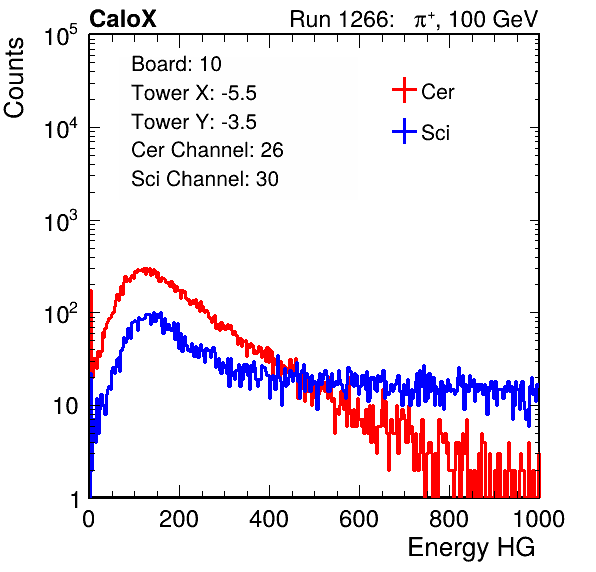 CaloX Run 1266: π⁺, 100 GeV
Board: 10
Tower X: -5.5
Tower Y: -3.5
Cer Channel: 26
Sci Channel: 30
Cer
Sci
Counts
10⁵
10⁴
10³
10²
10
1
0 200 400 600 800 1000
Energy HG